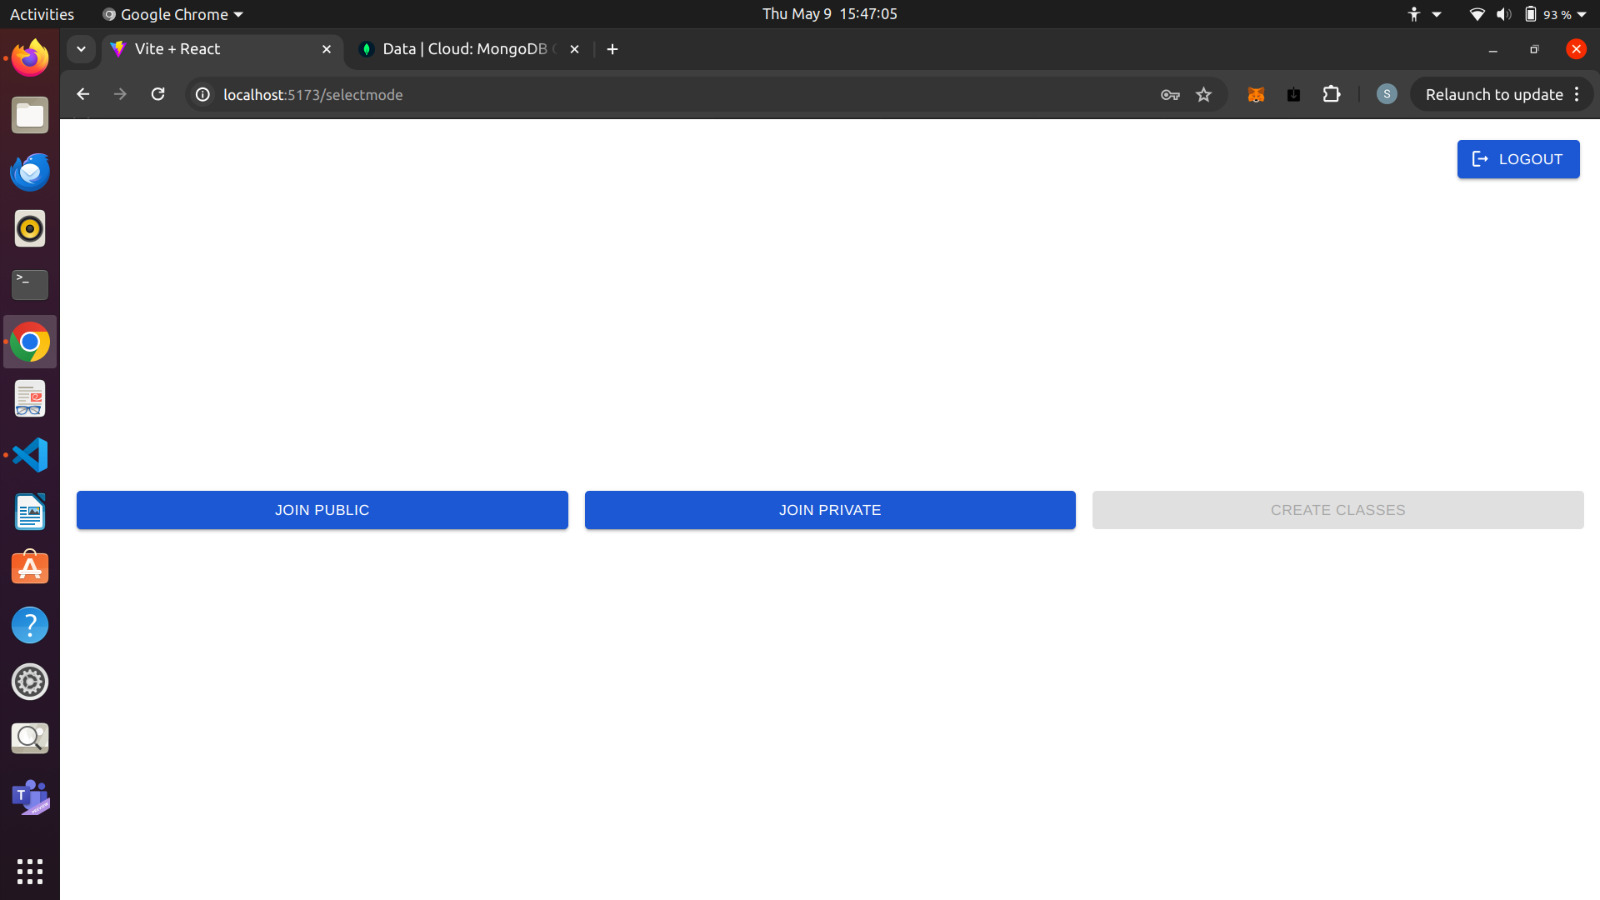 Activities Google Chrome Thu May 9 15:47:05 93 %
Vite + React Data | Cloud: MongoDB
localhost:5173/selectmode S Relaunch to update
LOGOUT
JOIN PUBLIC JOIN PRIVATE CREATE CLASSES